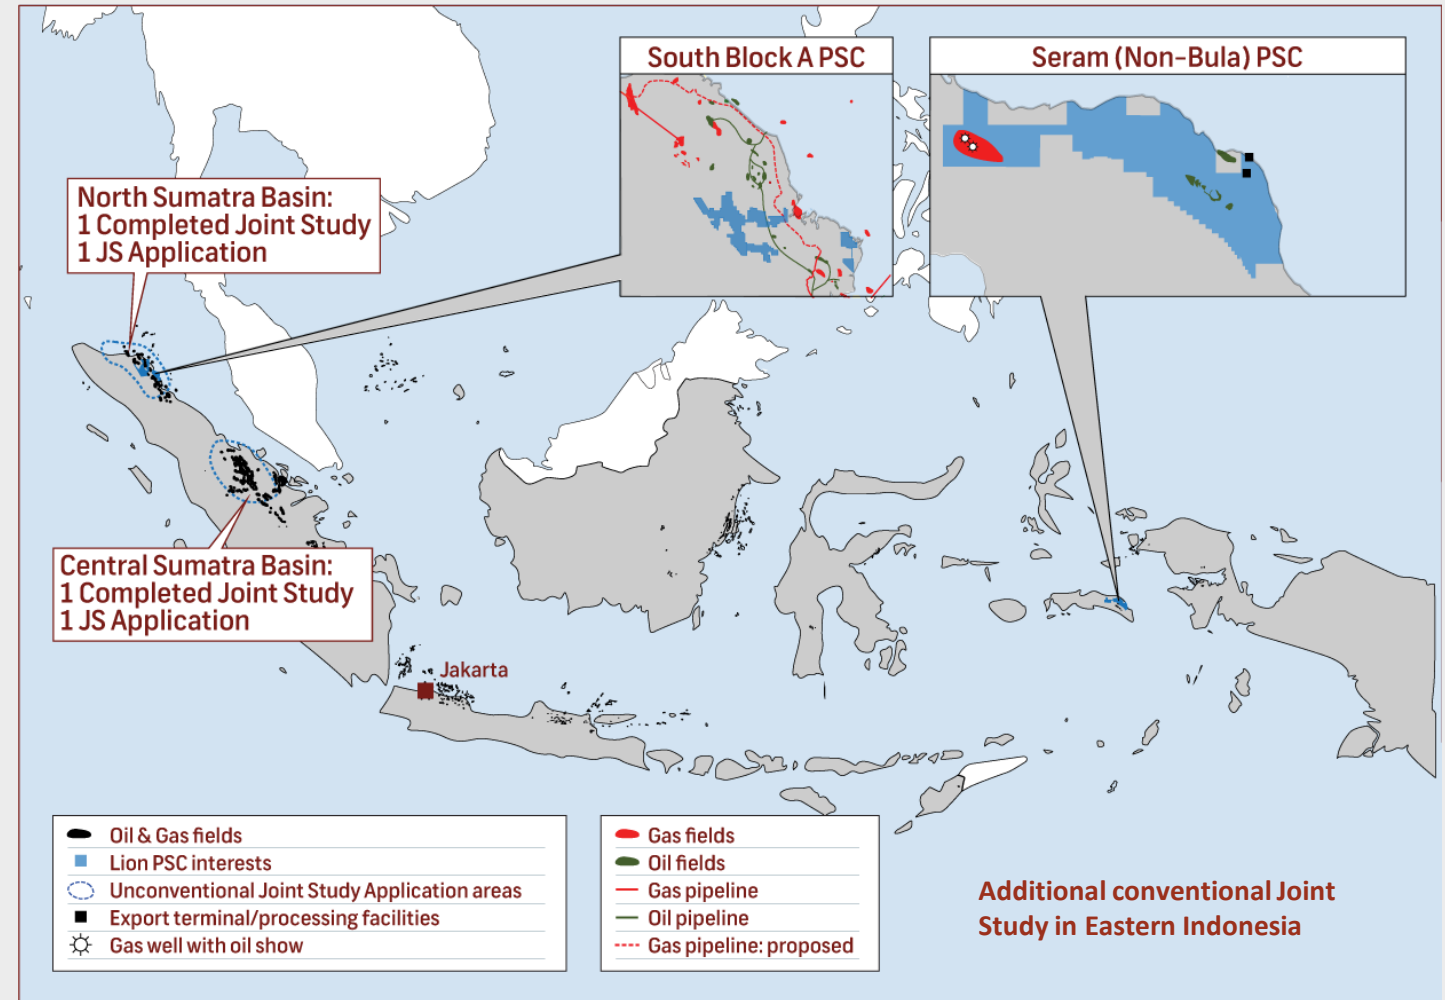 South Block A PSC
Seram (Non-Bula) PSC
North Sumatra Basin:
1 Completed Joint Study
1 JS Application
Central Sumatra Basin:
1 Completed Joint Study
1 JS Application
Jakarta
Oil & Gas fields
Lion PSC interests
Unconventional Joint Study Application areas
Export terminal/processing facilities
Gas well with oil show
Gas fields
Oil fields
Gas pipeline
Oil pipeline
Gas pipeline: proposed
Additional conventional Joint
Study in Eastern Indonesia